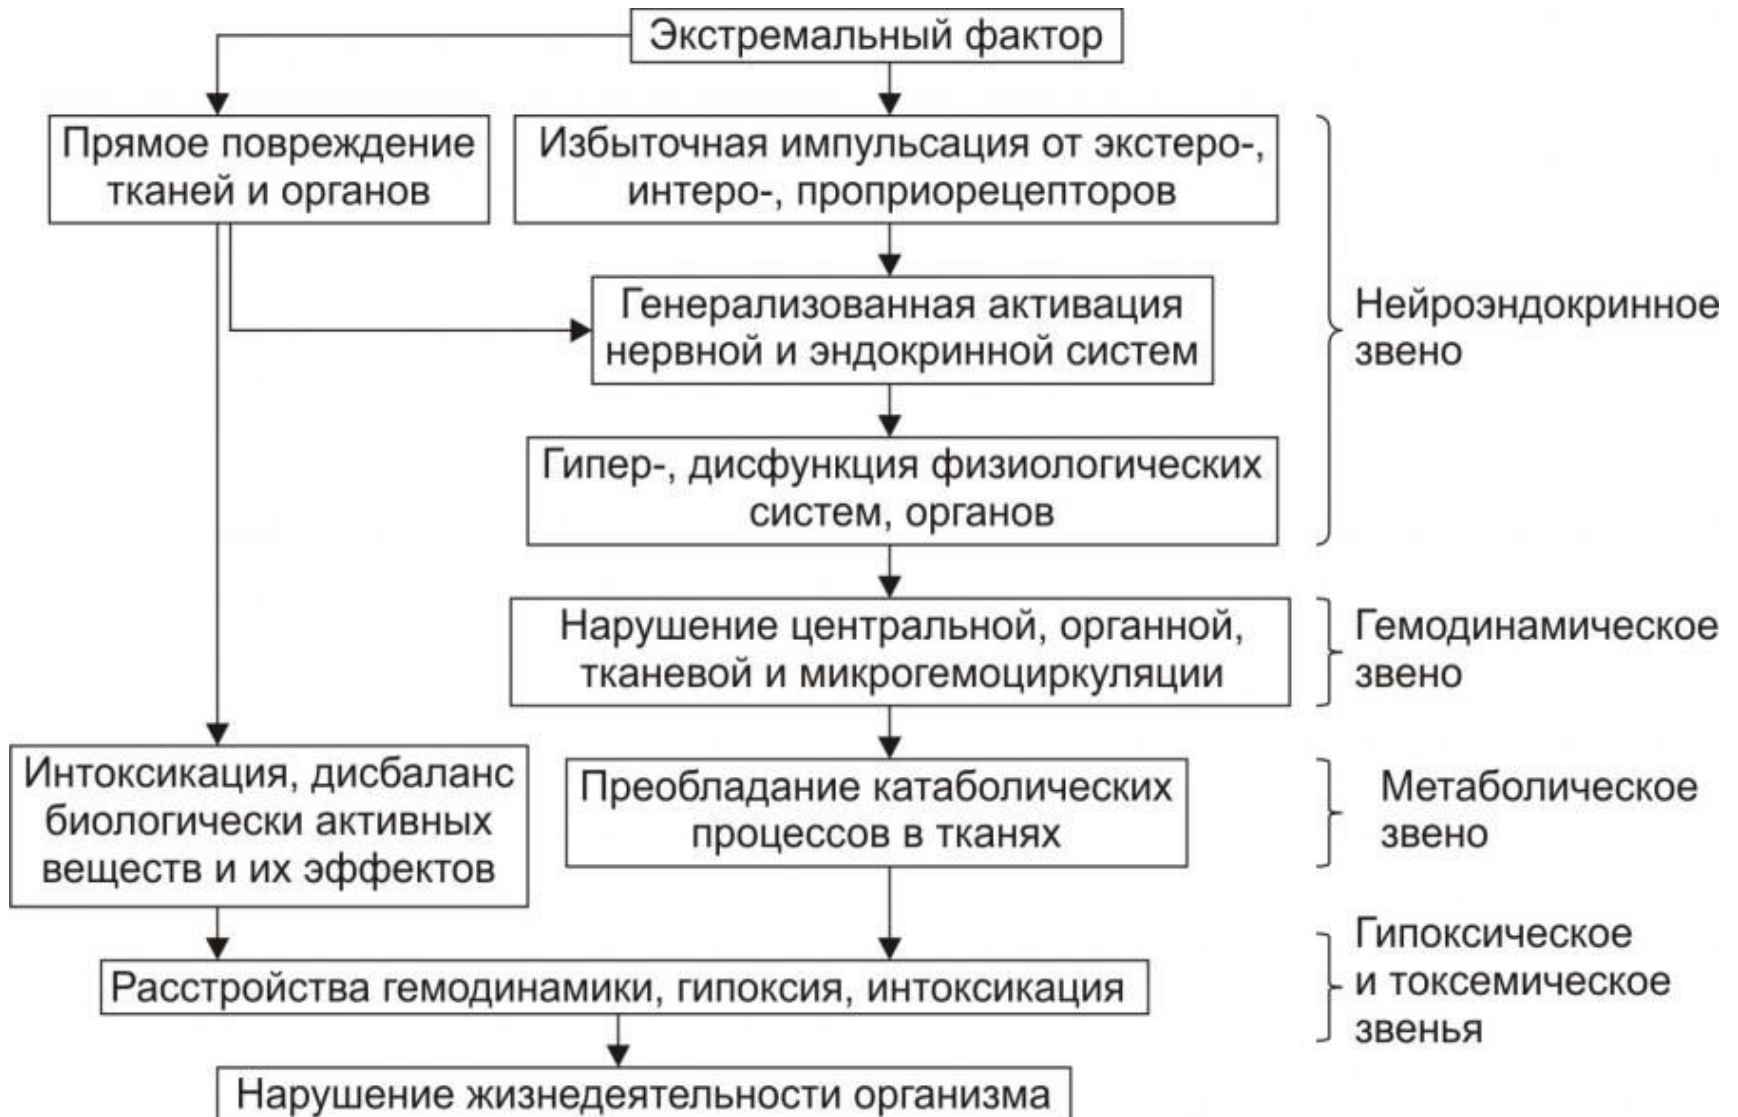 Экстремальный фактор
Прямое повреждение
тканей и органов
Избыточная импульсация от экстеро-,
интеро-, проприорецепторов
Генерализованная активация
нервной и эндокринной систем
Нейроэндокринное
звено
Гипер-, дисфункция физиологических
систем, органов
Нарушение центральной, органной,
тканевой и микрогемоциркуляции
Гемодинамическое
звено
Интоксикация, дисбаланс
биологически активных
веществ и их эффектов
Преобладание катаболических
процессов в тканях
Метаболическое
звено
Расстройства гемодинамики, гипоксия, интоксикация
Гипоксическое
и токсемическое
звенья
Нарушение жизнедеятельности организма